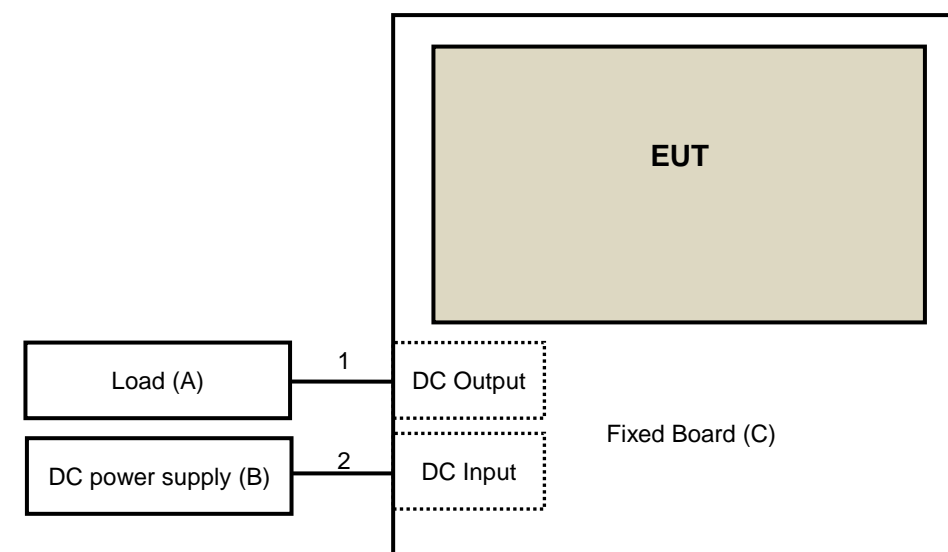 EUT
1
Load (A)
DC Output
Fixed Board (C)
2
DC power supply (B)
DC Input